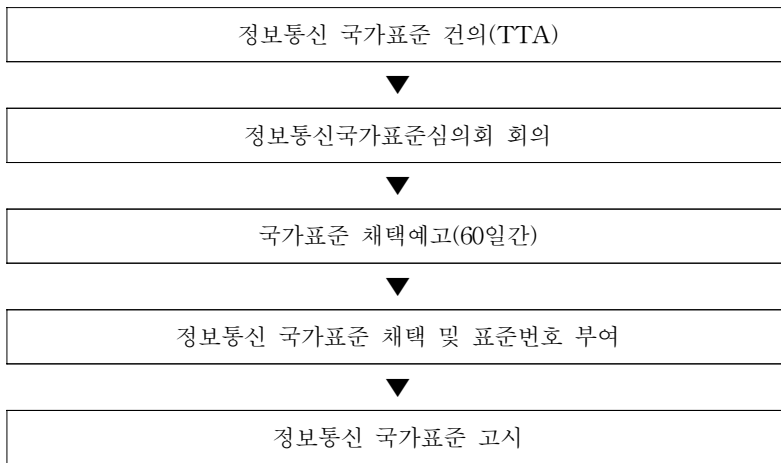 정보통신 국가표준 건의(TTA)
정보통신국가표준심의회 회의
국가표준 채택예고(60일간)
정보통신 국가표준 채택 및 표준번호 부여
정보통신 국가표준 고시